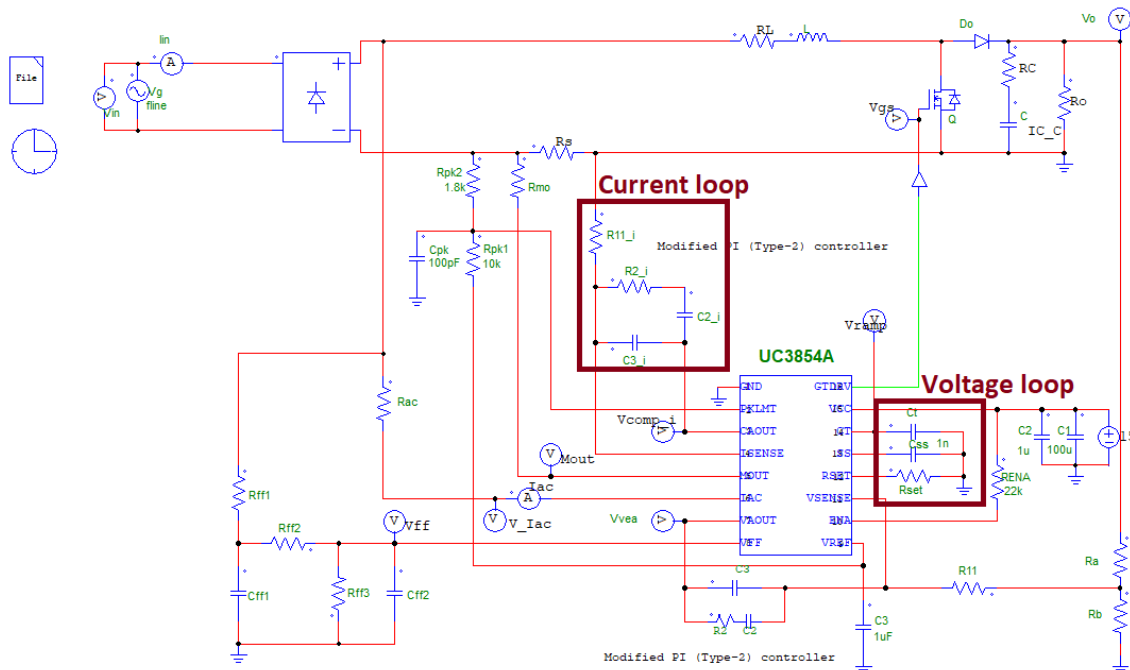 Vo
V
Iin
A
RL
L
Do
File
RC
Ro
Vg
fline
V
Vin
Vgs
V
Q
C
IC_C
Rs
Rpk2
1.8k
Rmo
Current loop
R11_i
Modified PI (Type-2) controller
Cpk
100pF
Rpk1
10k
R2_i
C2_i
V
Vramp
C3_i
UC3854A
Voltage loop
GND
GTDRV
Rac
PKLMT
VCC
Ct
Vcomp_i
V
CAOUT
CT
Css
1n
C2
1u
C1
100u
15
V
Mout
ISENSE
SS
MOUT
RSET
Rset
RENA
22k
Iac
A
IAC
VSENSE
Rff1
V
Vff
V
V_Iac
Vvea
V
VAOUT
ENA
Rff2
VFF
VREF
Ra
C3
R11
Cff1
Rff3
Cff2
R2
C2
C3
1uF
Rb
Modified PI (Type-2) controller